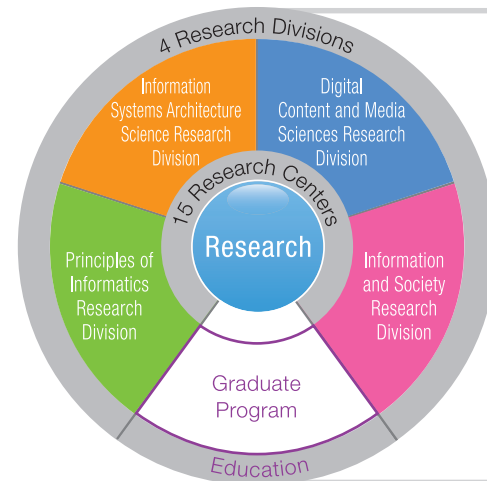 4 Research Divisions
Information
Systems Architecture
Science Research
Division
Digital
Content and Media
Sciences Research
Division
15 Research Centers
Research
Principles of
Informatics
Research
Division
Information
and Society
Research
Division
Graduate
Program
Education